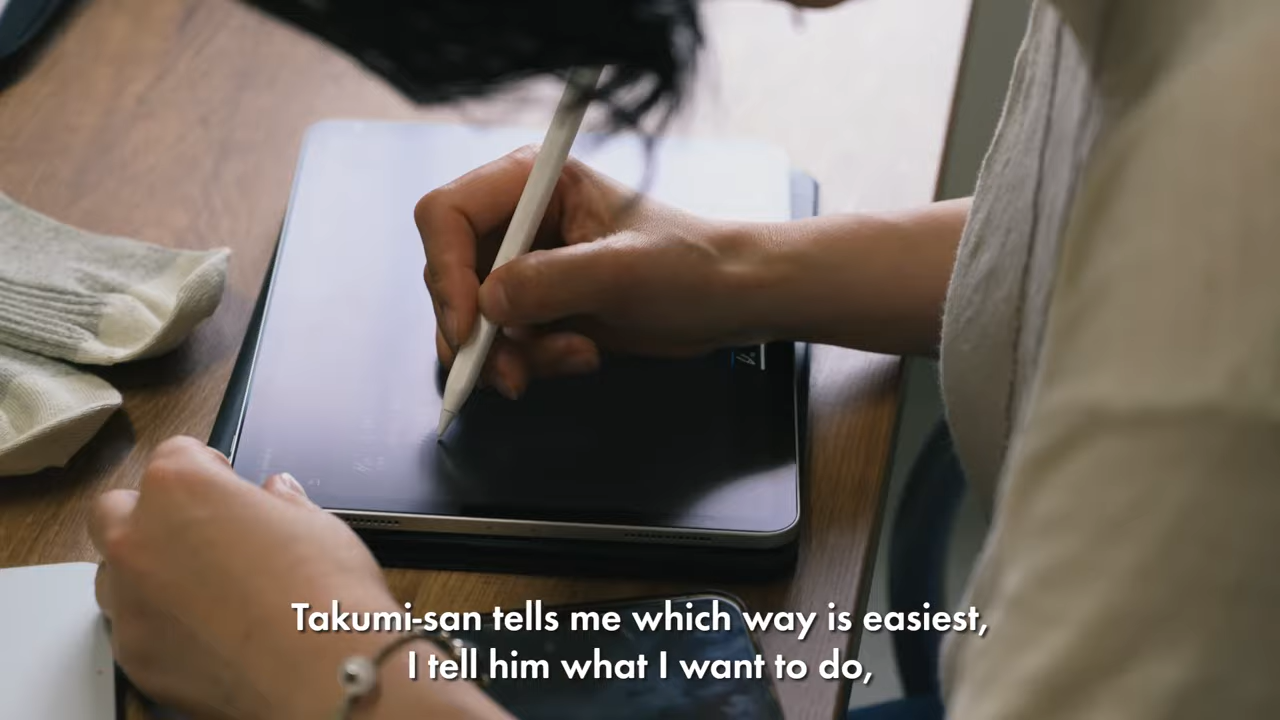 Takumi-san tells me which way is easiest,
I tell him what I want to do,